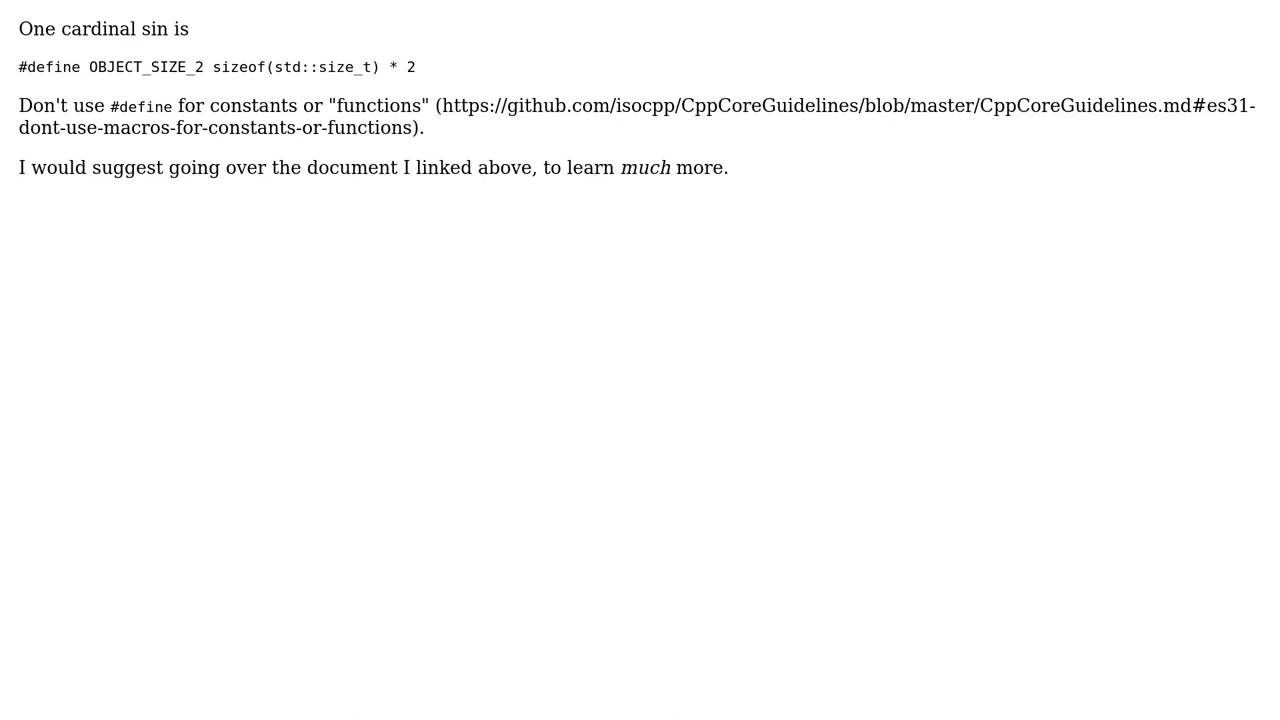 One cardinal sin is
#define OBJECT_SIZE_2 sizeof(std::size_t) * 2
Don't use #define for constants or "functions" (https://github.com/isocpp/CppCoreGuidelines/blob/master/CppCoreGuidelines.md#es31-
dont-use-macros-for-constants-or-functions).
I would suggest going over the document I linked above, to learn much more.